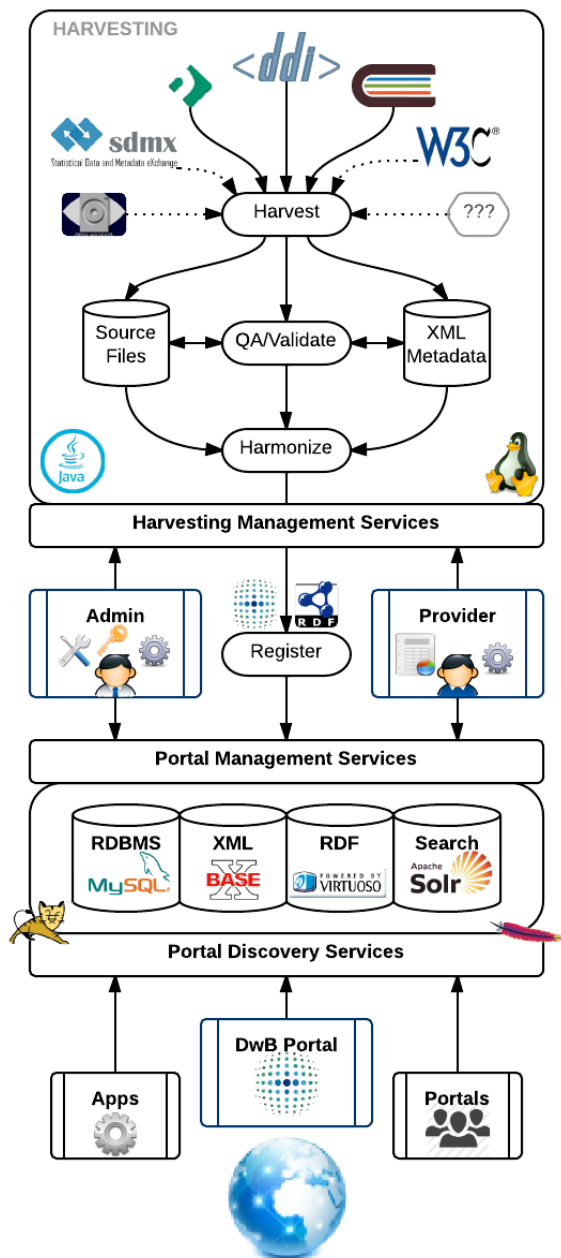 HARVESTING
<ddi>
sdmx
Statistical Data and Metadata eXchange
W3C®
Harvest
???
Source
Files
QA/Validate
XML
Metadata
Harmonize
Java
Harvesting Management Services
Admin
RDF
Provider
Register
Portal Management Services
RDBMS
MySQL®
XML
BASE
X
RDF
POWERED BY
VIRTUOSO
Search
Apache
Solr
Portal Discovery Services
DwB Portal
Apps
Portals